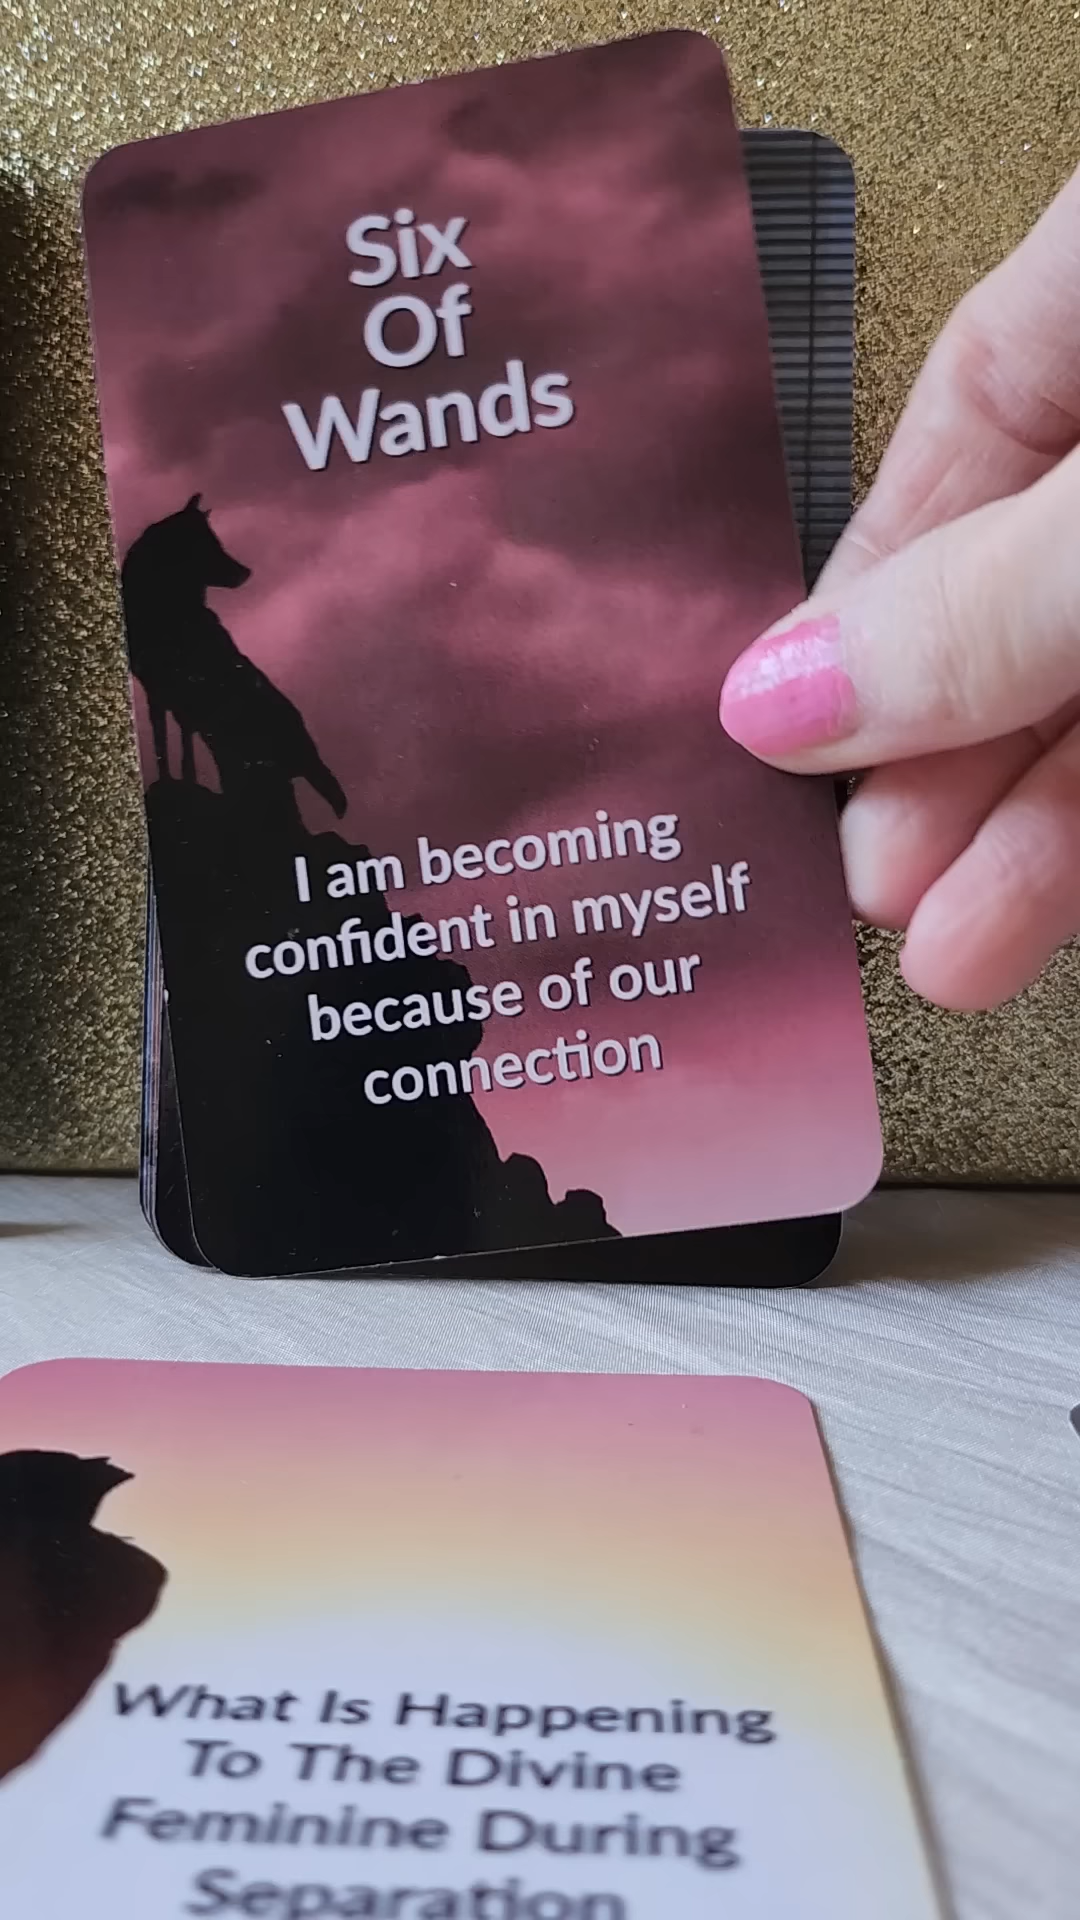 Six
Of
Wands
I am becoming
confident in myself
because of our
connection
What Is Happening
To The Divine
Feminine During
Separation